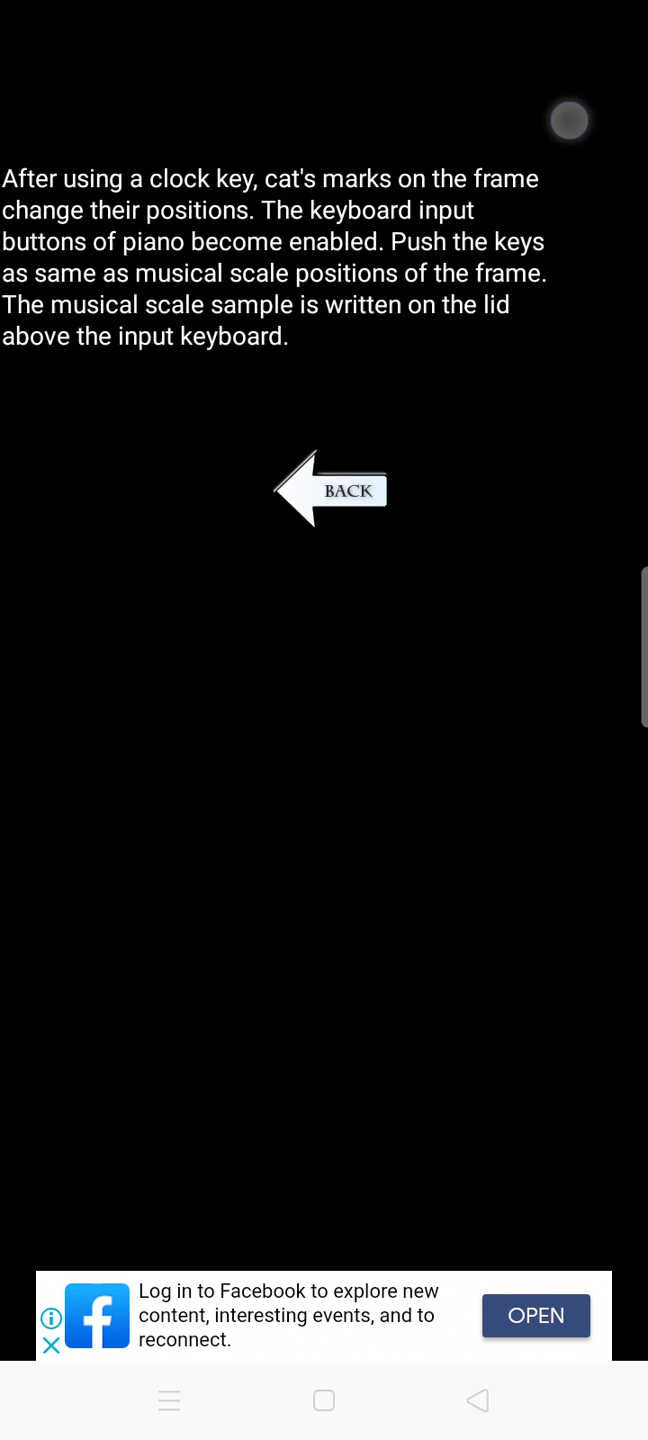 After using a clock key, cat's marks on the frame
change their positions. The keyboard input
buttons of piano become enabled. Push the keys
as same as musical scale positions of the frame.
The musical scale sample is written on the lid
above the input keyboard.
BACK
Log in to Facebook to explore new
content, interesting events, and to
reconnect.
OPEN